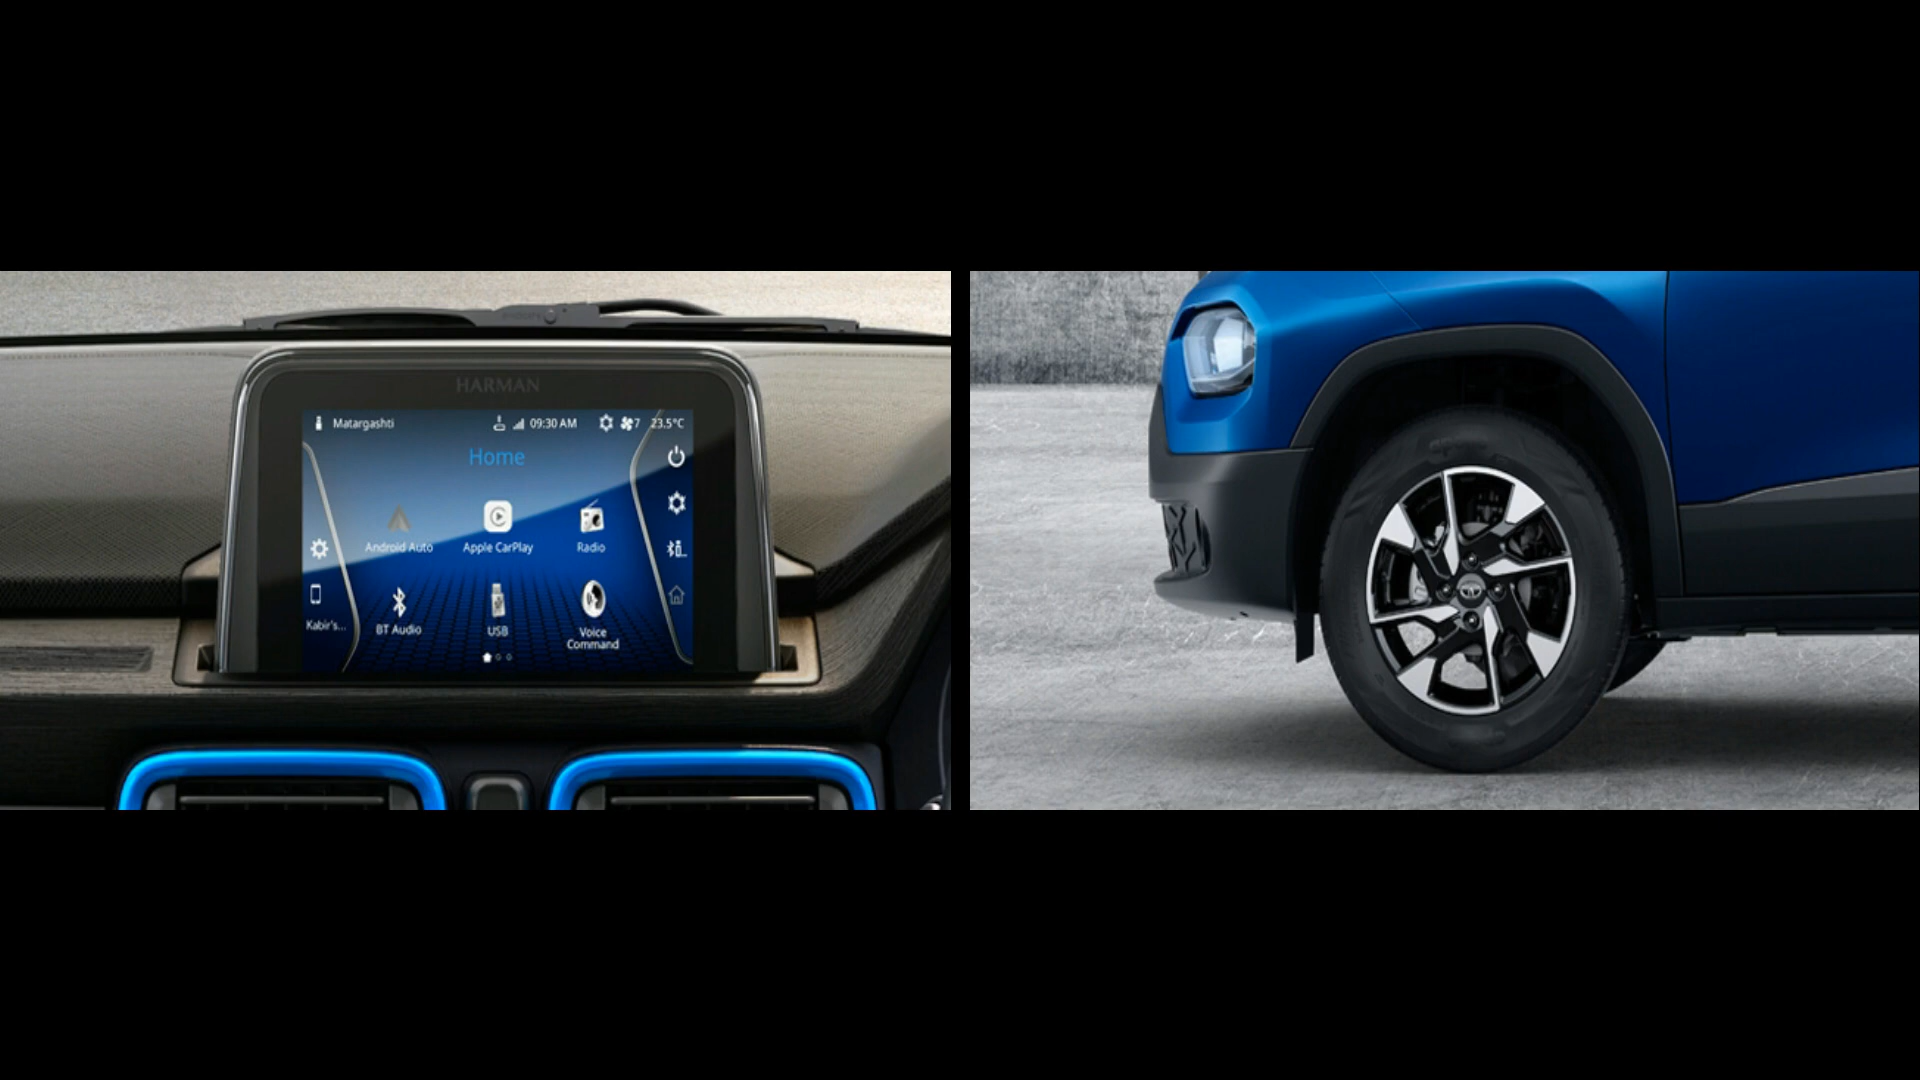 HARMAN
Matargashti 09:30 AM 7 23.5°C
Home
Android Auto Apple CarPlay Radio
Kabir's... BT Audio USB Voice
Command